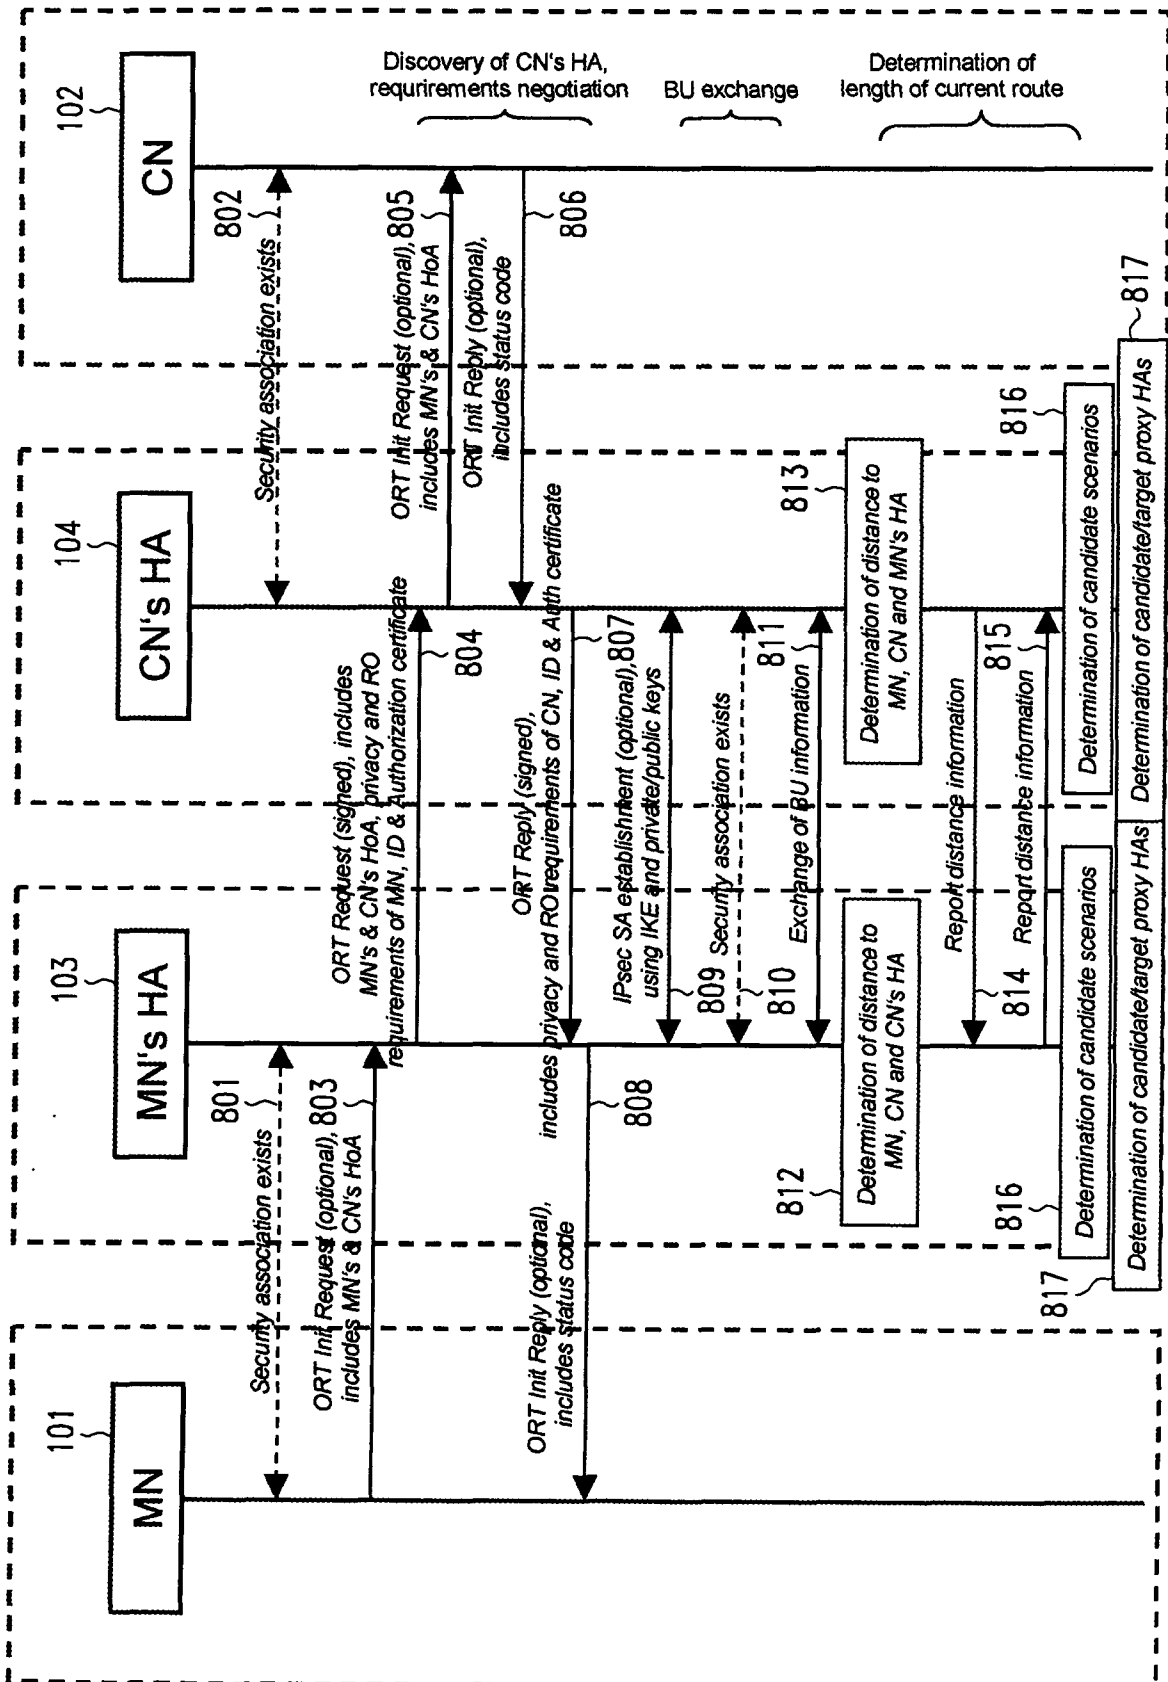 MN
101
MN's HA
103
CN's HA
104
CN
102
Security association exists
801
Security association exists
802
ORT Init Request (optional),
includes MN's & CN's HoA
803
ORT Request (signed), includes
MN's & CN's HoA, privacy and RO
requirements of MN, ID & Authorization certificate
804
ORT Init Request (optional),
includes MN's & CN's HoA
805
ORT Init Reply (optional),
includes status code
806
ORT Reply (signed),
includes privacy and RO requirements of CN, ID & Auth certificate
807
ORT Init Reply (optional),
includes status code
808
IPsec SA establishment (optional),
using IKE and private/public keys
809
Security association exists
810
Exchange of BU information
811
Determination of distance to
MN, CN and CN's HA
812
Determination of distance to
MN, CN and MN's HA
813
Report distance information
814
Report distance information
815
Determination of candidate scenarios
816
Determination of candidate scenarios
816
Determination of candidate/target proxy HAs
817
Determination of candidate/target proxy HAs
817
Discovery of CN's HA,
requrirements negotiation
BU exchange
Determination of
length of current route